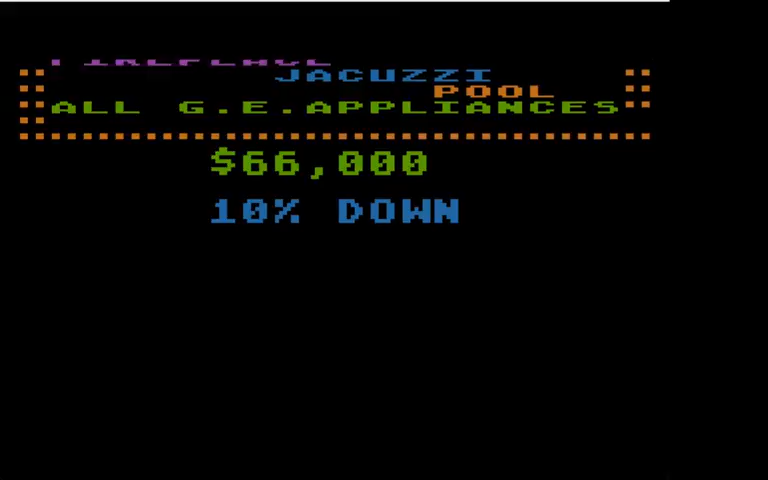 JACUZZI
POOL
ALL G.E.APPLIANCES
$66,000
10% DOWN